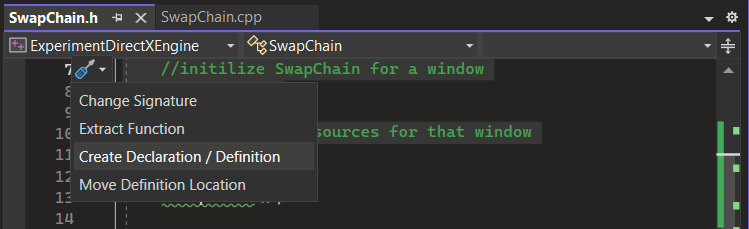 SwapChain.h
SwapChain.cpp
ExperimentDirectXEngine
SwapChain
7
//initilize SwapChain for a window
8
Change Signature
9
Extract Function
10
sources for that window
11
Create Declaration / Definition
12
Move Definition Location
13
14